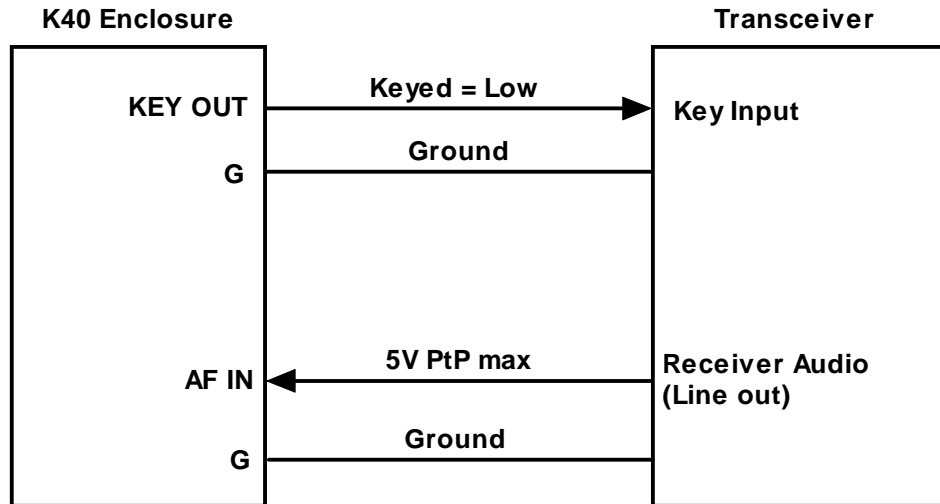 K40 Enclosure
Transceiver
KEY OUT
Keyed = Low
Key Input
G
Ground
AF IN
5V PtP max
Receiver Audio
(Line out)
G
Ground